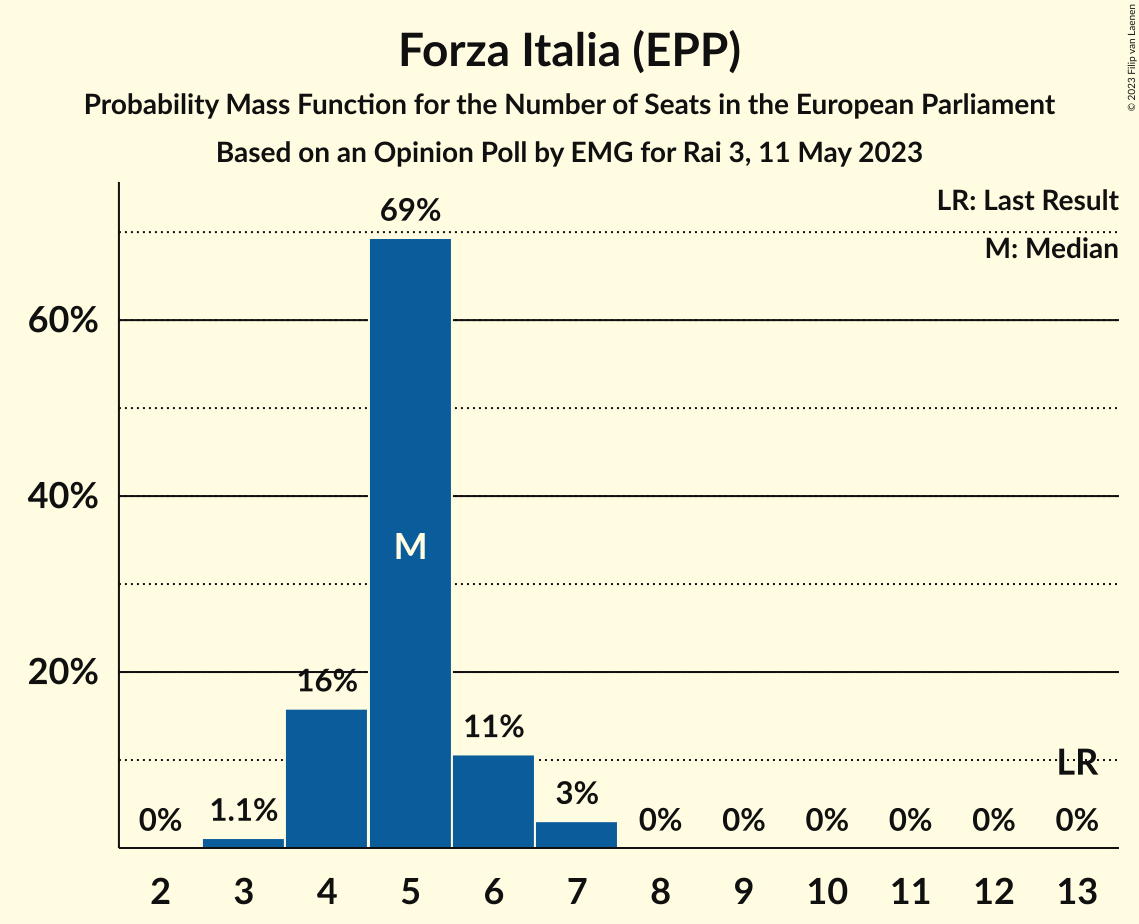 Forza Italia (EPP)
Probability Mass Function for the Number of Seats in the European Parliament
Based on an Opinion Poll by EMG for Rai 3, 11 May 2023
© 2023 Filip van Laenen
LR: Last Result
M: Median
60%
40%
20%
0%
1.1%
16%
69%
M
11%
3%
0%
0%
0%
0%
0%
LR
0%
2 3 4 5 6 7 8 9 10 11 12 13